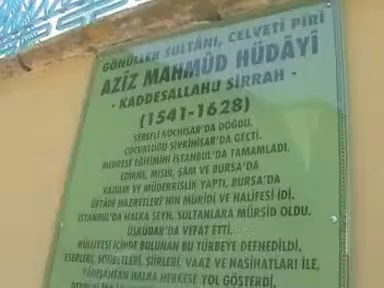 GÖNÜLLER SULTANI, CELVETİ PİRİ
AZİZ MAHMÛD HÜDÂYÎ
- KADDESALLAHU SIRRAH -
(1541-1628)
ŞEREFLİ KOÇHİSAR'DA DOĞDU.
ÇOCUKLUĞU SİVRİHİSAR'DA GEÇTİ.
MEDRESE EĞİTİMİNİ İSTANBUL'DA TAMAMLADI.
EDİRNE, MISIR, ŞAM VE BURSA'DA
KADILIK VE MÜDERRİSLİK YAPTI, BURSA'DA
ÜFTADE HAZRETLERİ'NİN MÜRİDİ VE HALİFESİ İDİ.
İSTANBUL'DA HALKA ŞEYH, SULTANLARA MÜRŞİD OLDU.
ÜSKÜDAR'DA VEFAT ETTİ.
KÜLLİYESİ İÇİNDE BULUNAN BU TÜRBEYE DEFNEDİLDİ.
ESERLERİ, SOHBETLERİ, ŞİİRLERİ, VAAZ VE NASİHATLARI İLE,
PADİŞAHTAN HALKA HERKESE YOL GÖSTERDİ.